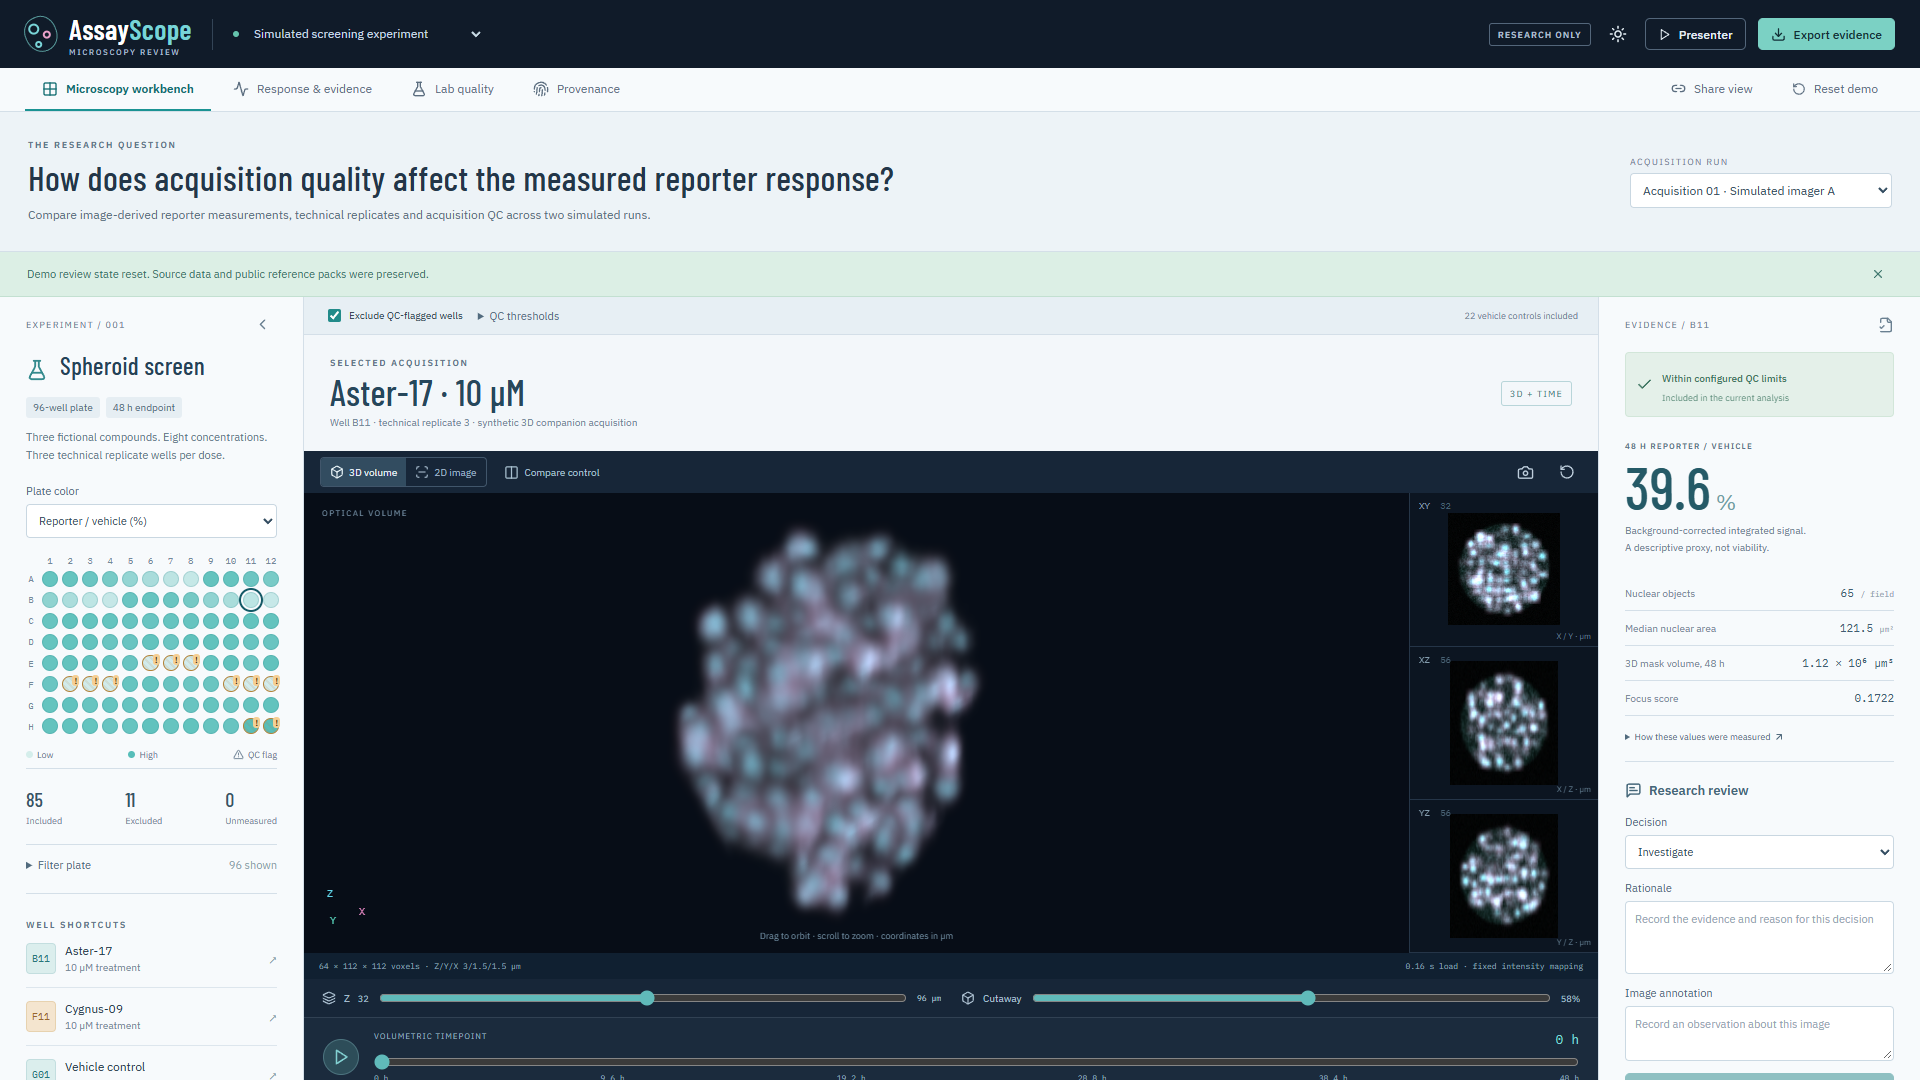 AssayScope
MICROSCOPY REVIEW
Simulated screening experiment
RESEARCH ONLY
Presenter
Export evidence
Microscopy workbench
Response & evidence
Lab quality
Provenance
Share view
Reset demo
THE RESEARCH QUESTION
How does acquisition quality affect the measured reporter response?
Compare image-derived reporter measurements, technical replicates and acquisition QC across two simulated runs.
ACQUISITION RUN
Acquisition 01 · Simulated imager A
Demo review state reset. Source data and public reference packs were preserved.
EXPERIMENT / 001
Spheroid screen
96-well plate
48 h endpoint
Three fictional compounds. Eight concentrations.
Three technical replicate wells per dose.
Plate color
Reporter / vehicle (%)
1 2 3 4 5 6 7 8 9 10 11 12
A
B
C
D
E ! ! !
F ! ! ! ! ! !
G
H ! !
Low
High
QC flag
85
Included
11
Excluded
0
Unmeasured
Filter plate
96 shown
WELL SHORTCUTS
B11
Aster-17
10 µM treatment
F11
Cygnus-09
10 µM treatment
G01
Vehicle control
Exclude QC-flagged wells
QC thresholds
22 vehicle controls included
SELECTED ACQUISITION
Aster-17 · 10 µM
Well B11 · technical replicate 3 · synthetic 3D companion acquisition
3D + TIME
3D volume
2D image
Compare control
OPTICAL VOLUME
Z
X
Y
Drag to orbit · scroll to zoom · coordinates in µm
XY 32
X / Y · µm
XZ 56
X / Z · µm
YZ 56
Y / Z · µm
64 × 112 × 112 voxels · Z/Y/X 3/1.5/1.5 µm
0.16 s load · fixed intensity mapping
Z 32
96 µm
Cutaway
58%
VOLUMETRIC TIMEPOINT
0 h
0 h 9.6 h 19.2 h 28.8 h 38.4 h 48 h
EVIDENCE / B11
Within configured QC limits
Included in the current analysis
48 H REPORTER / VEHICLE
39.6 %
Background-corrected integrated signal.
A descriptive proxy, not viability.
Nuclear objects 65 / field
Median nuclear area 121.5 µm²
3D mask volume, 48 h 1.12 × 10⁶ µm³
Focus score 0.1722
How these values were measured
Research review
Decision
Investigate
Rationale
Record the evidence and reason for this decision
Image annotation
Record an observation about this image